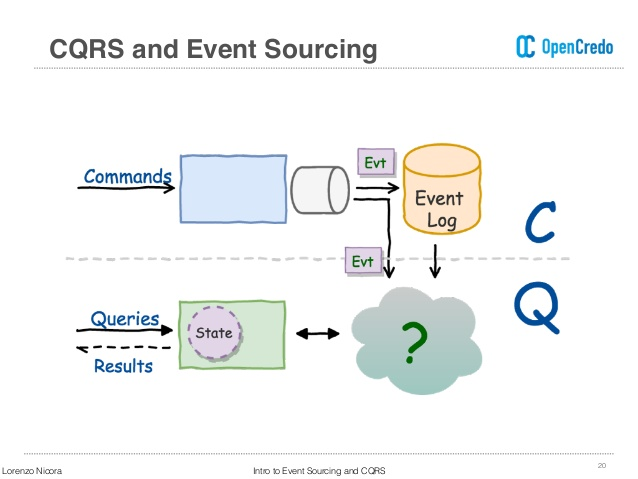 CQRS and Event Sourcing
OC OpenCredo
Commands
Evt
Event
Log
C
Evt
Q
Queries
State
?
Results
Lorenzo Nicora
Intro to Event Sourcing and CQRS
20